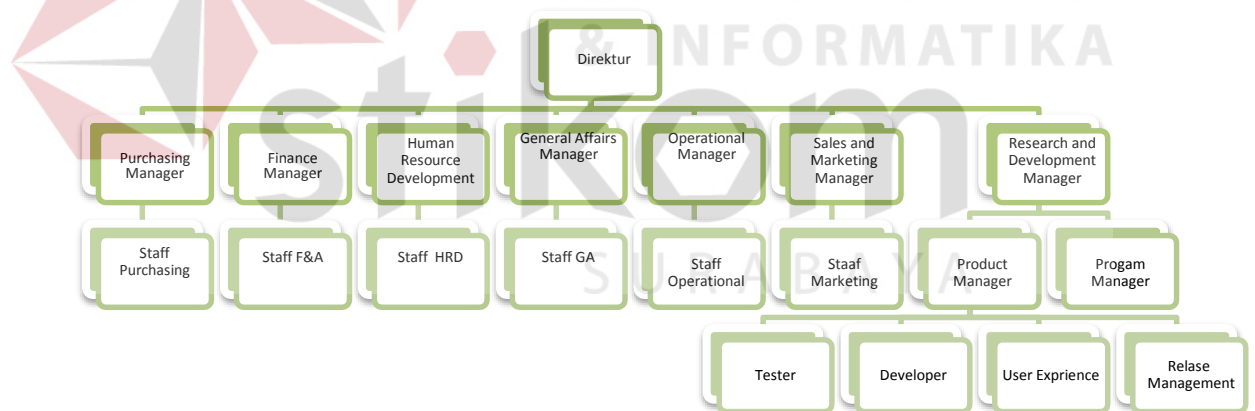 & INFORMATIKA
stikom
SURABAYA
Direktur
Purchasing
Manager
Finance
Manager
Human
Resource
Development
General Affairs
Manager
Operational
Manager
Sales and
Marketing
Manager
Research and
Development
Manager
Staff
Purchasing
Staff F&A
Staff HRD
Staff GA
Staff
Operational
Staaf
Marketing
Product
Manager
Progam
Manager
Tester
Developer
User Exprience
Relase
Management